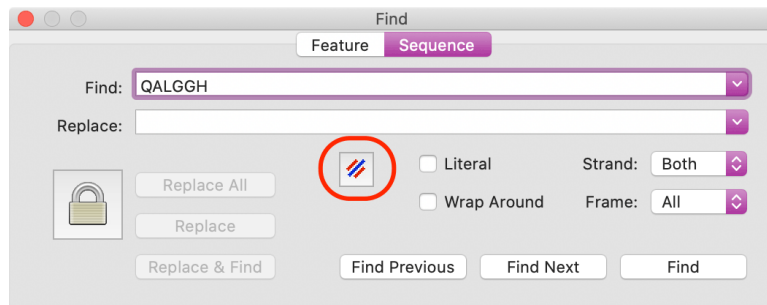 Find
Feature Sequence
Find: QALGGH
Replace:
Literal Strand: Both
Replace All
Wrap Around Frame: All
Replace
Replace & Find Find Previous Find Next Find